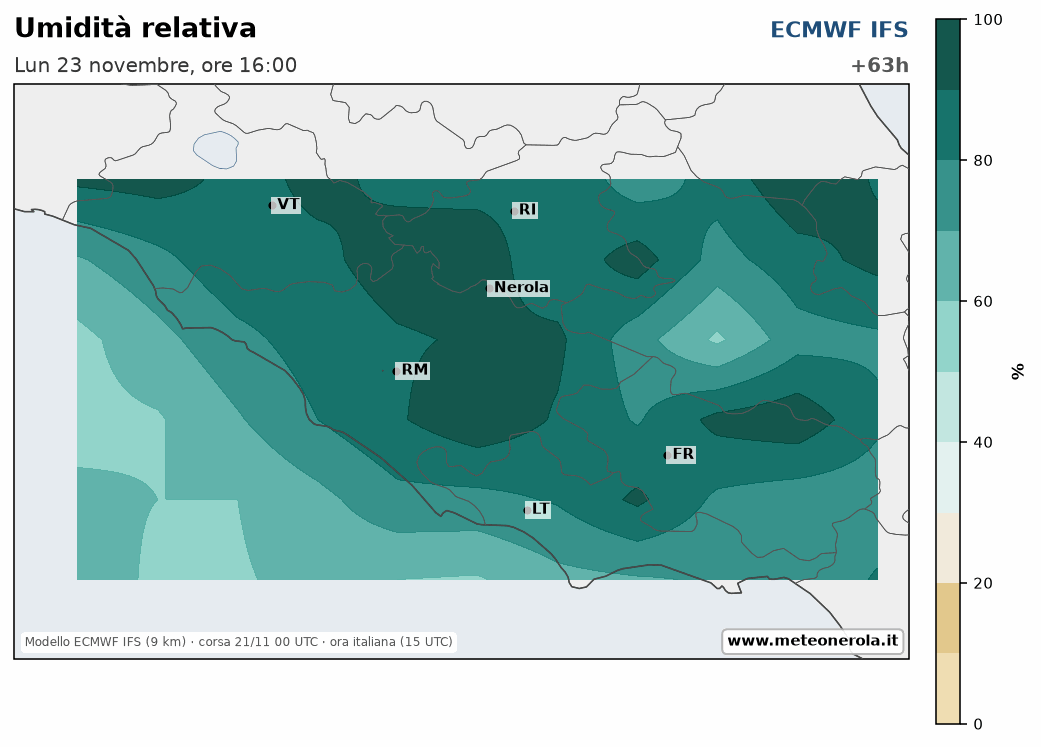 Umidità relativa
ECMWF IFS
Lun 23 novembre, ore 16:00
+63h
100
80
60
40
20
0
%
VT
RI
Nerola
RM
FR
LT
Modello ECMWF IFS (9 km) · corsa 21/11 00 UTC · ora italiana (15 UTC)
www.meteonerola.it